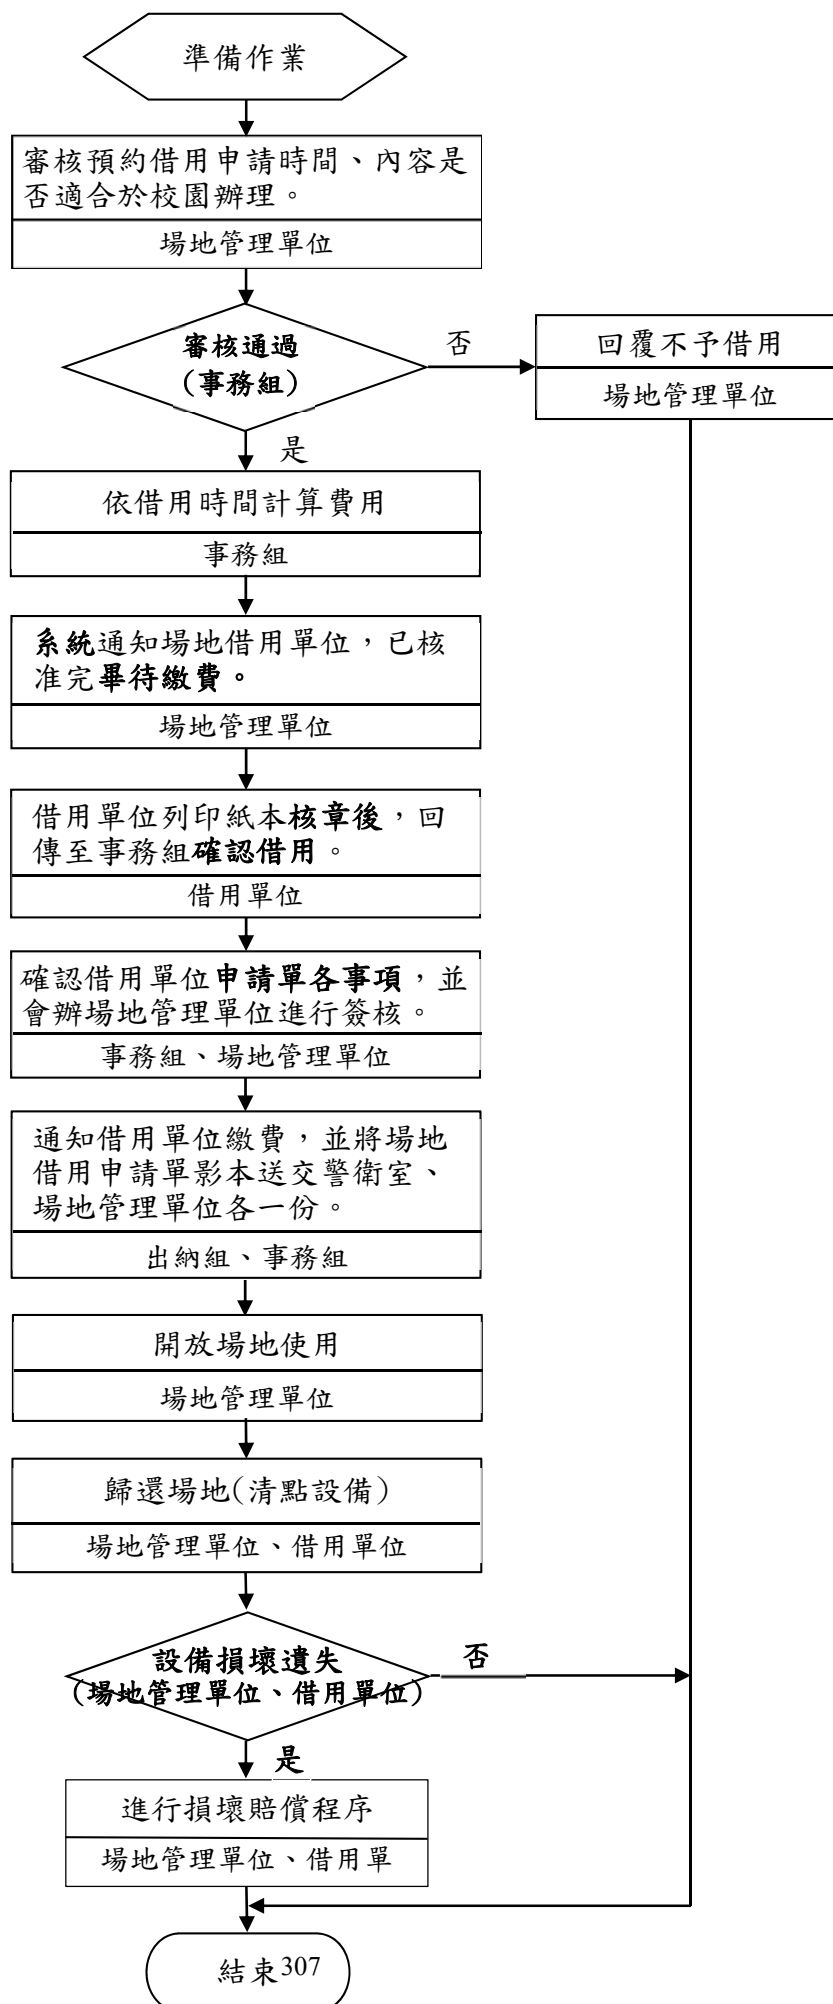 準備作業
審核預約借用申請時間、內容是
否適合於校園辦理。
場地管理單位
審核通過
(事務組)
否
回覆不予借用
場地管理單位
是
依借用時間計算費用
事務組
系統通知場地借用單位，已核
准完畢待繳費。
場地管理單位
借用單位列印紙本核章後，回
傳至事務組確認借用。
借用單位
確認借用單位申請單各事項，並
會辦場地管理單位進行簽核。
事務組、場地管理單位
通知借用單位繳費，並將場地
借用申請單影本送交警衛室、
場地管理單位各一份。
出納組、事務組
開放場地使用
場地管理單位
歸還場地(清點設備)
場地管理單位、借用單位
設備損壞遺失
(場地管理單位、借用單位)
否
是
進行損壞賠償程序
場地管理單位、借用單
結束307